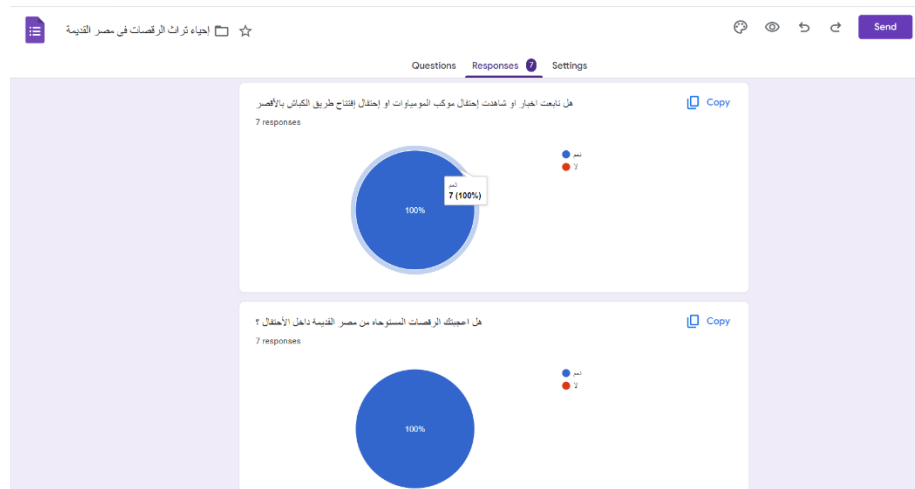 إحياء تراث الرقصات فى مصر القديمة
Send
Questions Responses 7 Settings
هل تابعت اخبار او شاهدت إحتفال موكب المومياوات او إحتفال إفتتاح طريق الكباش بالأقصر
Copy
7 responses
نعم
لا
نعم
7 (100%)
100%
هل اعجبتك الرقصات المستوحاه من مصر القديمة داخل الأحتفال ؟
Copy
7 responses
نعم
لا
100%